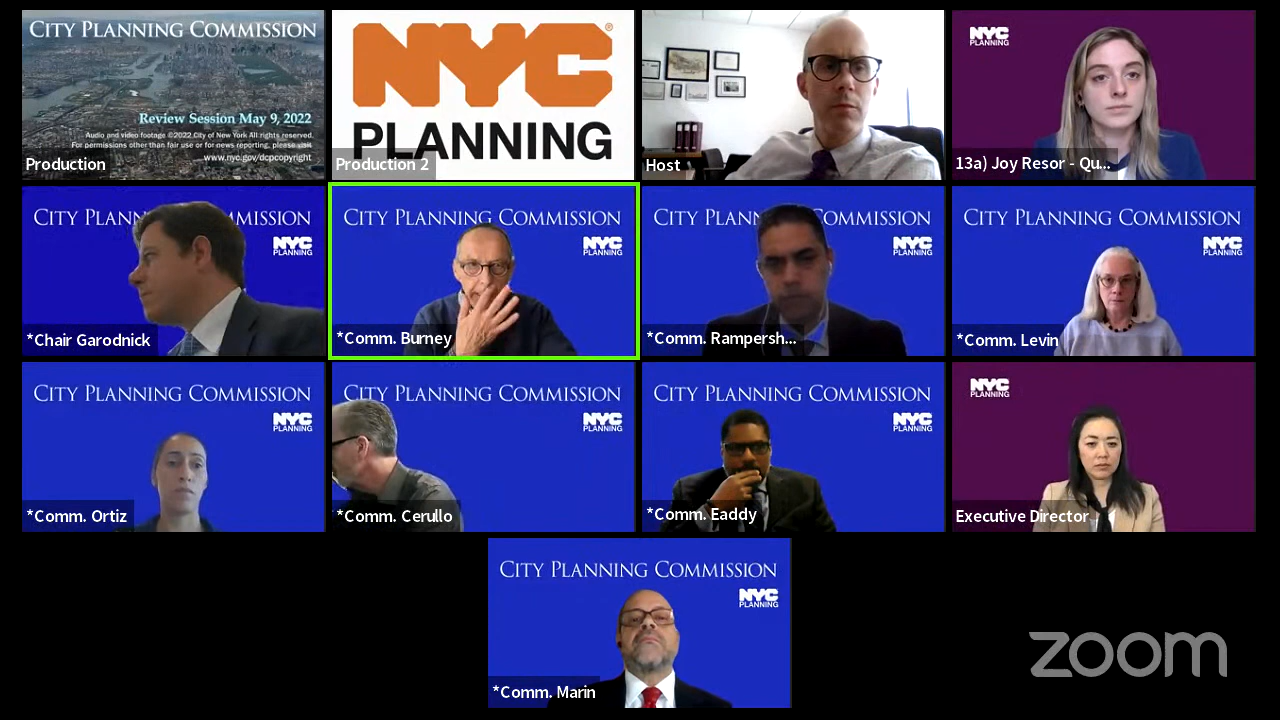 CITY PLANNING COMMISSION
Review Session May 9, 2022
Audio and video footage ©2022 City of New York All rights reserved.
For permissions other than fair use or for news reporting, please visit
www.nyc.gov/dcpcopyright
Production
NYC®
PLANNING
Production 2
Host
NYC
PLANNING
13a) Joy Resor - Qu...
CITY PLANNING COMMISSION
NYC
PLANNING
*Chair Garodnick
CITY PLANNING COMMISSION
NYC
PLANNING
*Comm. Burney
CITY PLANNING COMMISSION
NYC
PLANNING
*Comm. Rampersh...
CITY PLANNING COMMISSION
NYC
PLANNING
*Comm. Levin
CITY PLANNING COMMISSION
NYC
PLANNING
*Comm. Ortiz
CITY PLANNING COMMISSION
NYC
PLANNING
*Comm. Cerullo
CITY PLANNING COMMISSION
NYC
PLANNING
*Comm. Eaddy
NYC
PLANNING
Executive Director
CITY PLANNING COMMISSION
NYC
PLANNING
*Comm. Marin
zoom